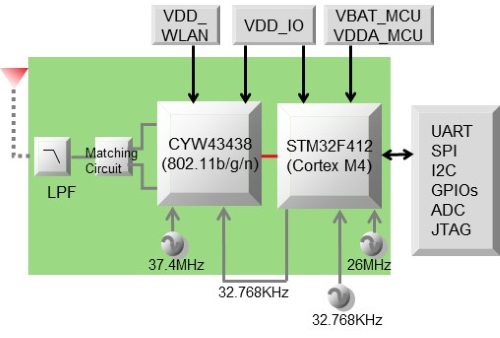 VDD_
WLAN
VDD_IO
VBAT_MCU
VDDA_MCU
LPF
Matching
Circuit
CYW43438
(802.11b/g/n)
STM32F412
(Cortex M4)
UART
SPI
I2C
GPIOs
ADC
JTAG
37.4MHz
26MHz
32.768KHz
32.768KHz